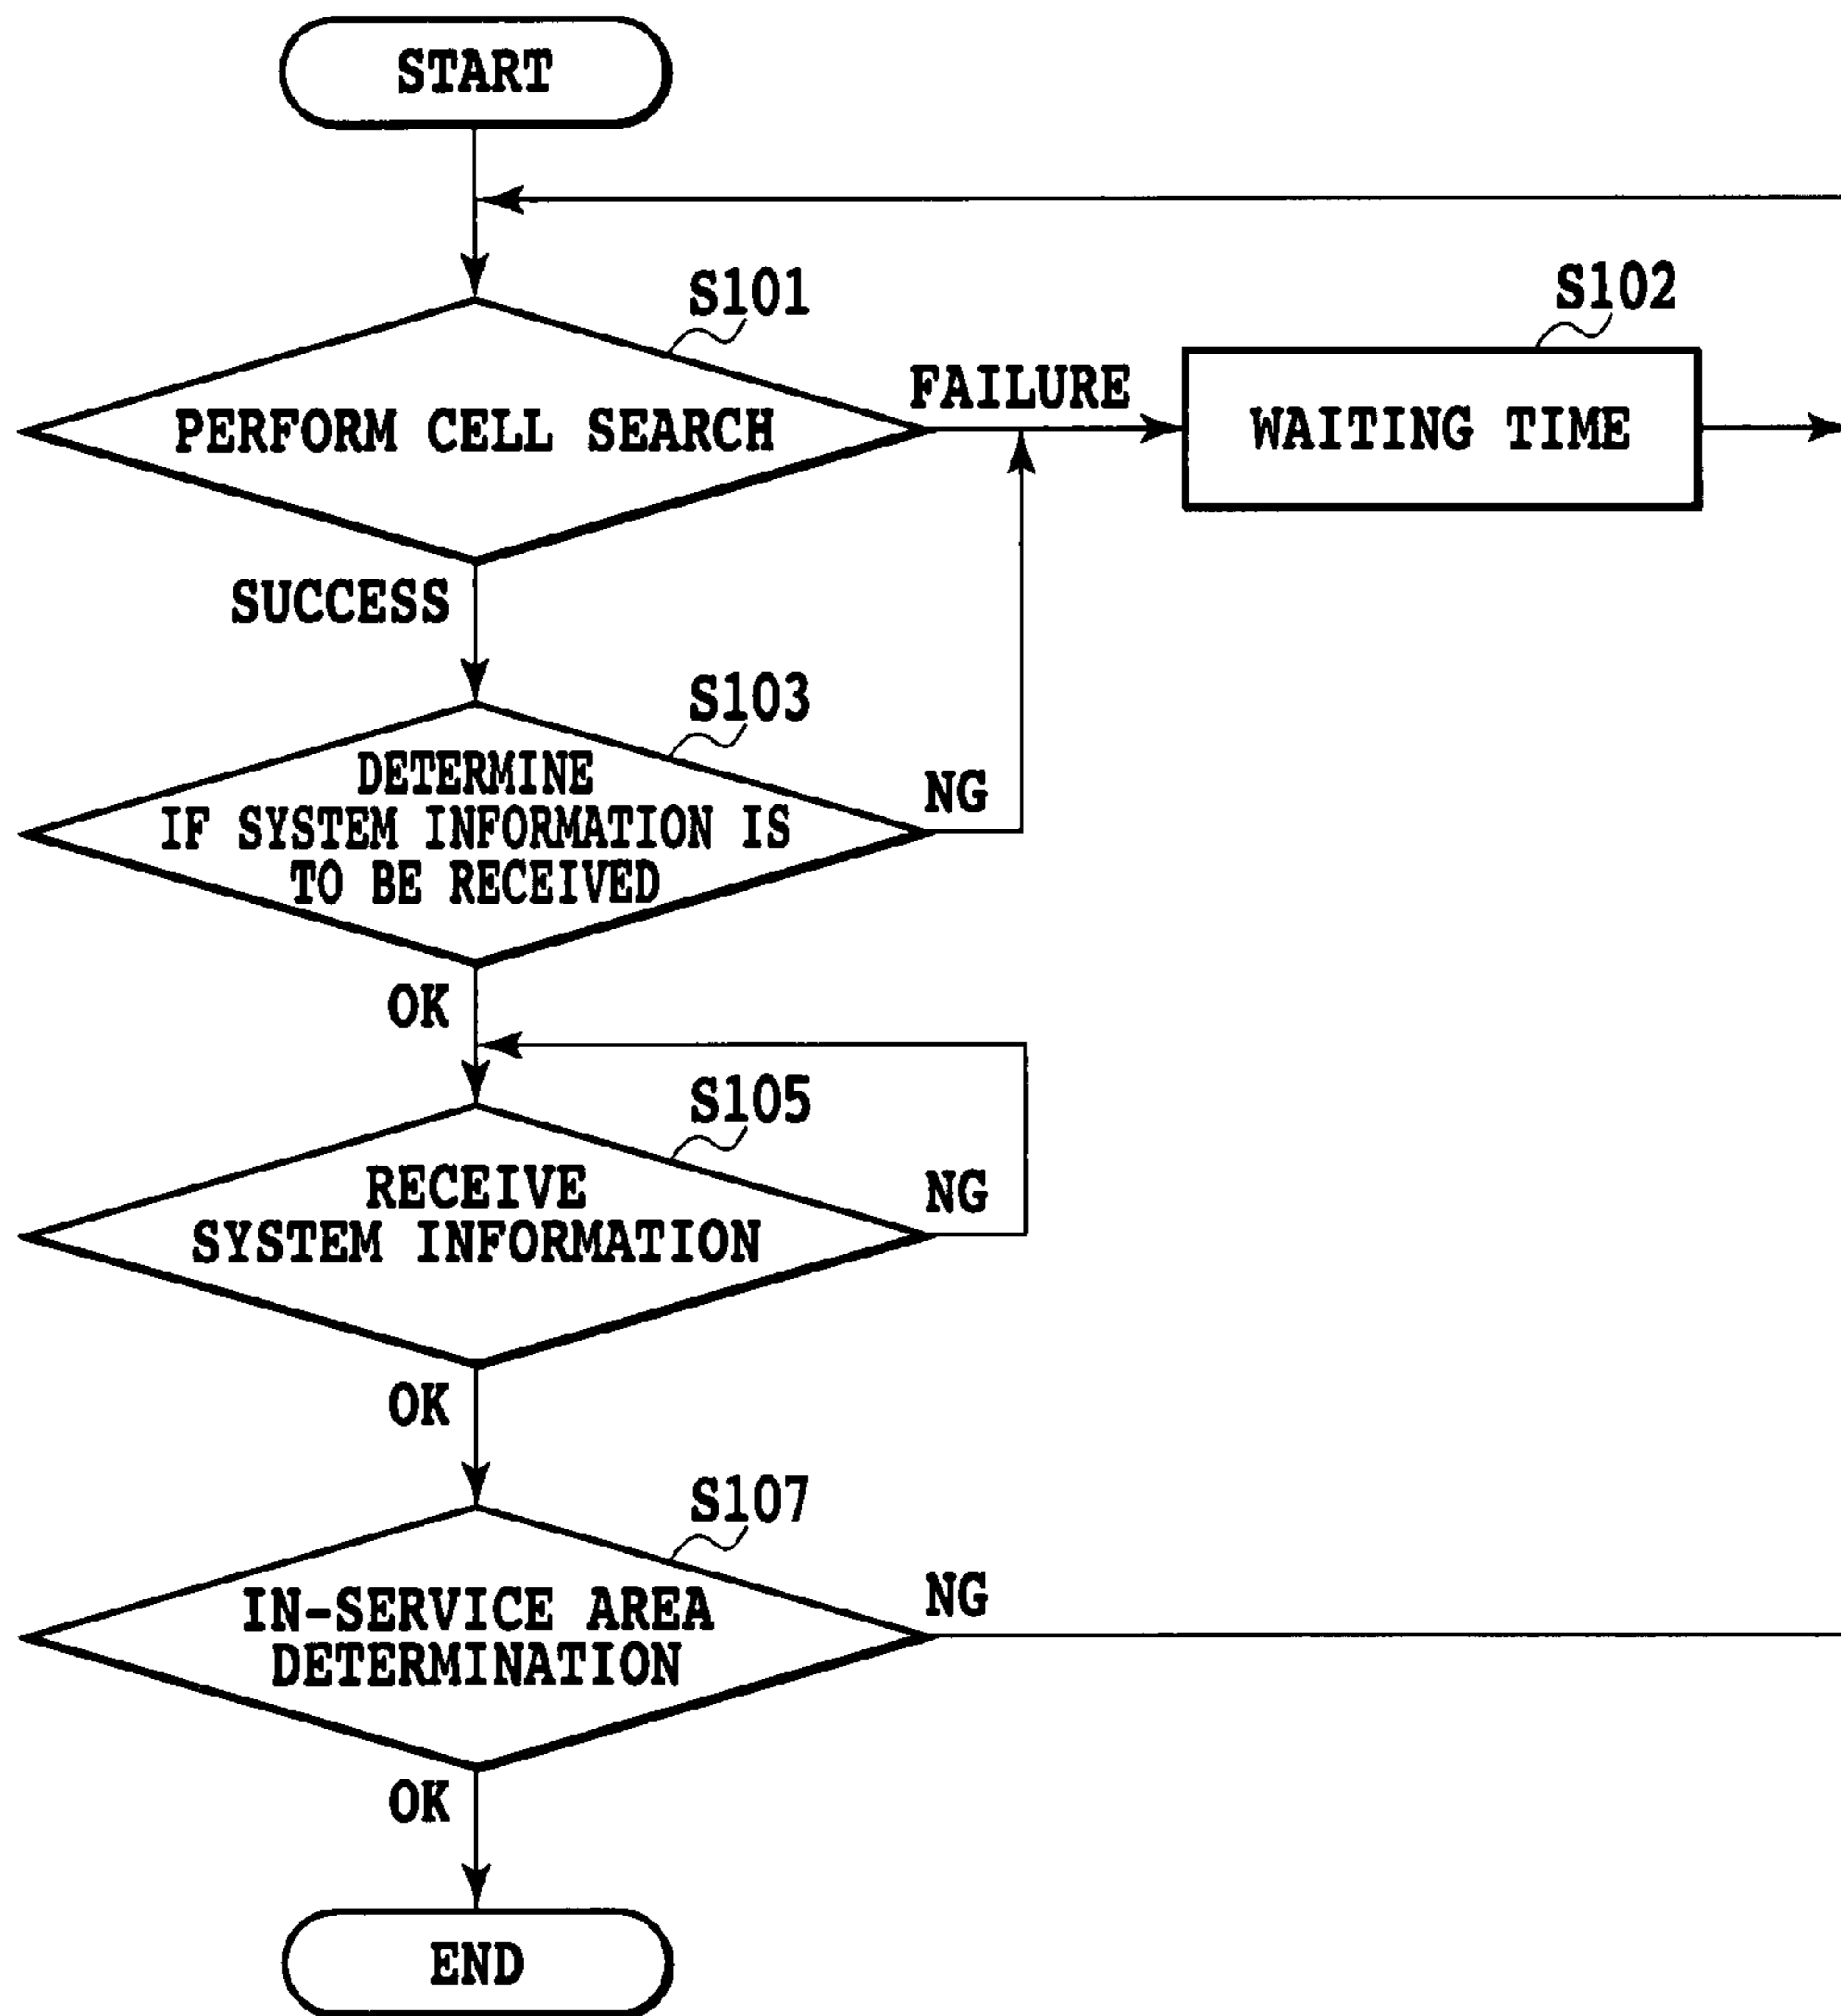 START
S101
S102
FAILURE
PERFORM CELL SEARCH
WAITING TIME
SUCCESS
S103
DETERMINE
IF SYSTEM INFORMATION IS
TO BE RECEIVED
NG
OK
S105
RECEIVE
SYSTEM INFORMATION
NG
OK
S107
IN-SERVICE AREA
DETERMINATION
NG
OK
END